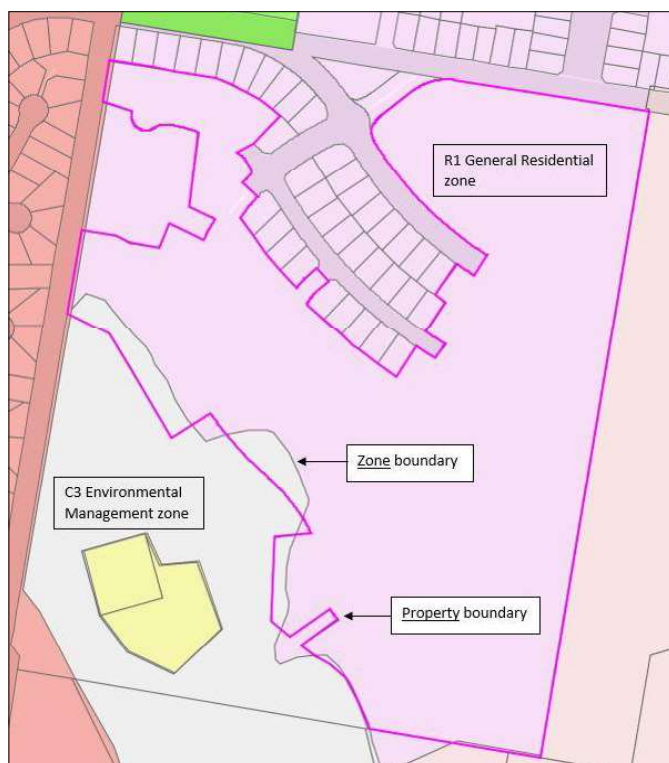 R1 General Residential
zone
Zone boundary
C3 Environmental
Management zone
Property boundary